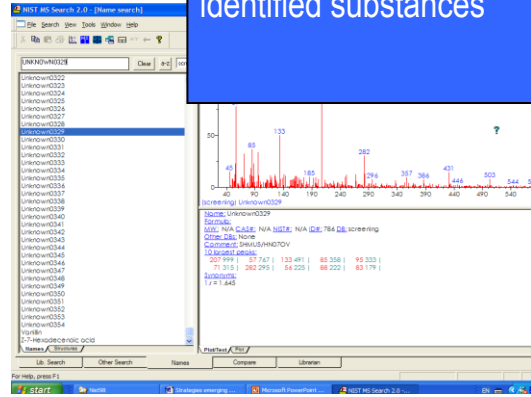 identified substances
NIST MS Search 2.0 - [Name search]
File Search View Tools Window Help
UNKNOWN0329
Clear
a-z
Unknown0322
Unknown0323
Unknown0324
Unknown0325
Unknown0326
Unknown0327
Unknown0328
Unknown0329
Unknown0330
Unknown0331
Unknown0332
Unknown0333
Unknown0334
Unknown0335
Unknown0336
Unknown0337
Unknown0338
Unknown0339
Unknown0340
Unknown0341
Unknown0342
Unknown0343
Unknown0344
Unknown0345
Unknown0346
Unknown0347
Unknown0348
Unknown0349
Unknown0350
Unknown0351
Unknown0352
Unknown0353
Unknown0354
Vanillin
Z-7-Hexadecenoic acid
Names Structures
50
133
85
282
45
185
296
357
386
431
446
503
544
0 40 90 140 190 240 290 340 390 440 490 540
(screening) Unknown0329
Name: Unknown0329
Formula:
MW: N/A CAS#: N/A NIST#: N/A ID#: 786 DB: screening
Other DBs: None
Comment: SHMUS/HN07OV
10 largest peaks:
207 999 | 57 767 | 133 491 | 85 358 | 95 333 |
71 315 | 282 295 | 56 225 | 88 222 | 83 179 |
Synonyms:
1.r = 1.645
Plot/Text Plot
Lib. Search Other Search Names Compare Librarian
For Help, press F1
start
Netstil
Strategies emerging ...
Microsoft PowerPoint ...
NIST MS Search 2.0 -...
EN